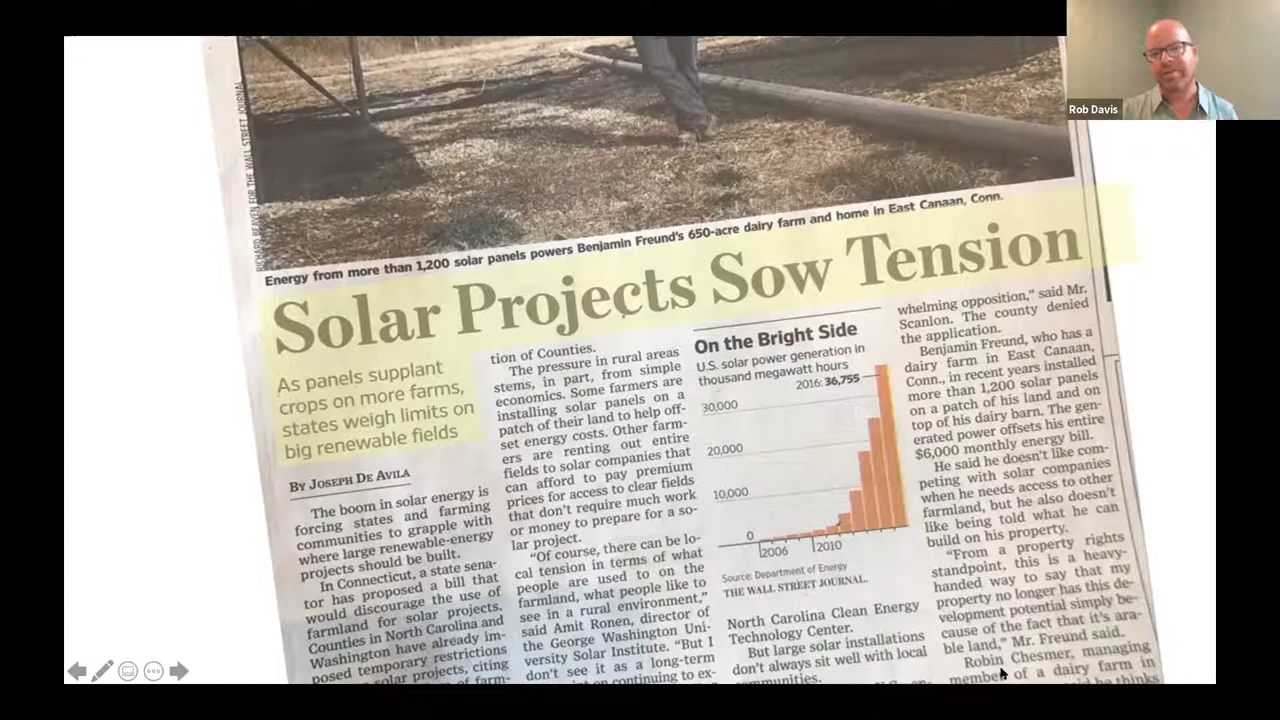 Rob Davis
RICHARD BEAVEN FOR THE WALL STREET JOURNAL
Energy from more than 1,200 solar panels powers Benjamin Freund's 650-acre dairy farm and home in East Canaan, Conn.
Solar Projects Sow Tension
As panels supplant
crops on more farms,
states weigh limits on
big renewable fields
BY JOSEPH DE AVILA
The boom in solar energy is
forcing states and farming
communities to grapple with
where large renewable-energy
projects should be built.
In Connecticut, a state sena-
tor has proposed a bill that
would discourage the use of
farmland for solar projects.
Counties in North Carolina and
Washington have already im-
posed temporary restrictions
solar projects, citing
of farm-
tion of Counties.
The pressure in rural areas
stems, in part, from simple
economics. Some farmers are
installing solar panels on a
patch of their land to help off-
set energy costs. Other farm-
ers are renting out entire
fields to solar companies that
can afford to pay premium
prices for access to clear fields
that don't require much work
or money to prepare for a so-
lar project.
"Of course, there can be lo-
cal tension in terms of what
people are used to on the
farmland, what people like to
see in a rural environment,"
said Amit Ronen, director of
the George Washington Uni-
versity Solar Institute. "But I
don't see it as a long-term
on continuing to ex-
On the Bright Side
U.S. solar power generation in
thousand megawatt hours
2016: 36,755
30,000
20,000
10,000
0
2006
2010
Source: Department of Energy
THE WALL STREET JOURNAL.
North Carolina Clean Energy
Technology Center.
But large solar installations
don't always sit well with local
communities.
whelming opposition," said Mr.
Scanlon. The county denied
the application.
Benjamin Freund, who has a
dairy farm in East Canaan,
Conn., in recent years installed
more than 1,200 solar panels
on a patch of his land and on
top of his dairy barn. The gen-
erated power offsets his entire
$6,000 monthly energy bill.
He said he doesn't like com-
peting with solar companies
when he needs access to other
farmland, but he also doesn't
like being told what he can
build on his property.
"From a property rights
standpoint, this is a heavy-
handed way to say that my
property no longer has this de-
velopment potential simply be-
cause of the fact that it's ara-
ble land," Mr. Freund said.
Robin Chesmer, managing
member of a dairy farm in
he thinks